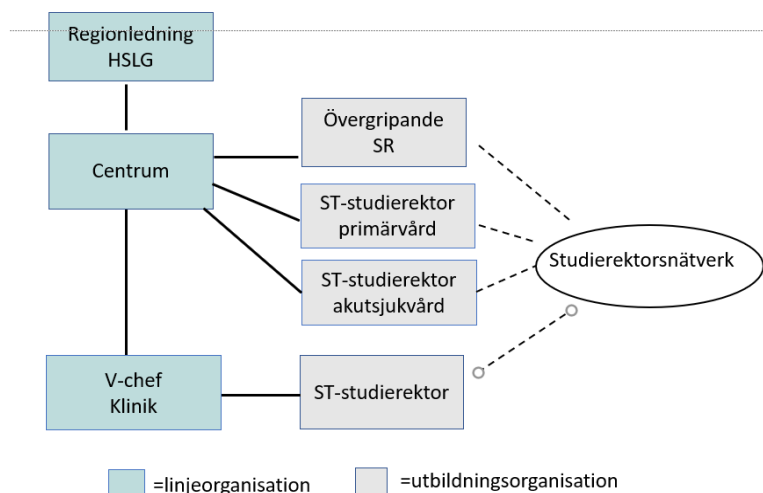 Regionledning
HSLG
Övergripande
SR
Centrum
ST-studierektor
primärvård
Studierektorsnätverk
ST-studierektor
akutsjukvård
V-chef
Klinik
ST-studierektor
=linjeorganisation
=utbildningsorganisation